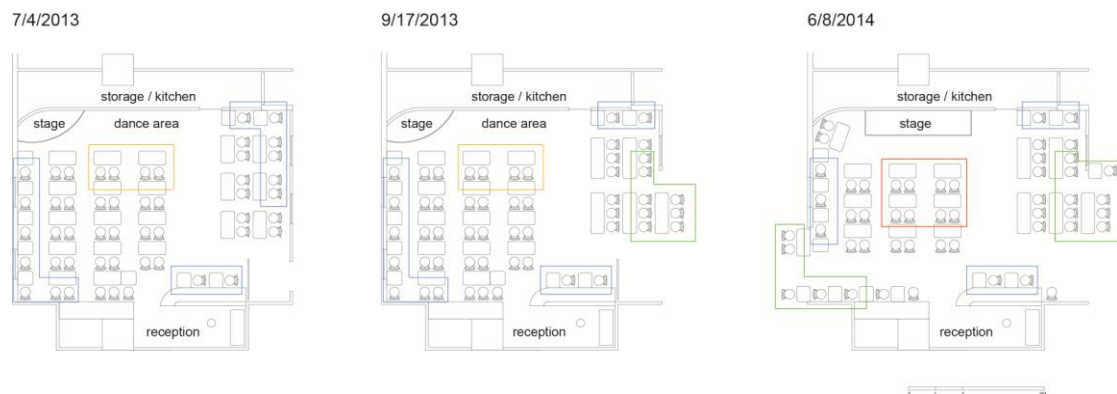 7/4/2013
9/17/2013
6/8/2014
storage / kitchen
stage
dance area
reception
storage / kitchen
stage
dance area
reception
storage / kitchen
stage
reception